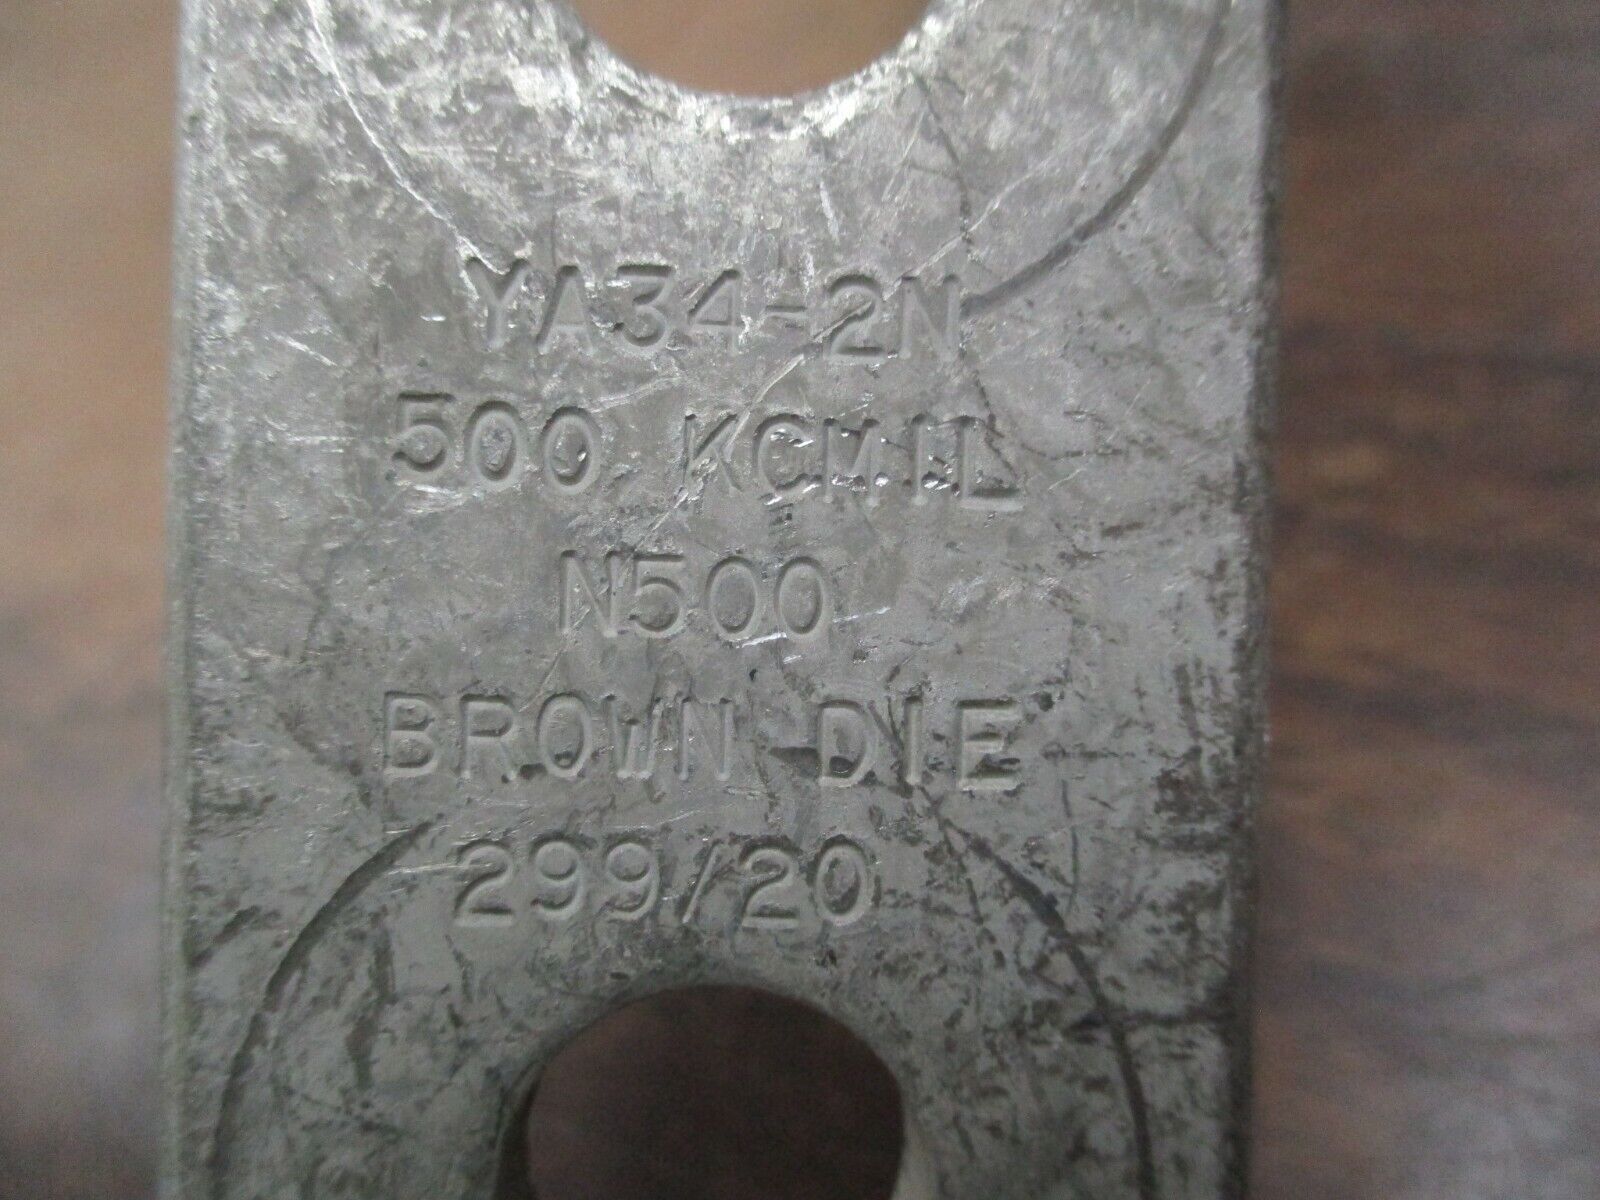 YA34-2N
500 KCMIL
N500
BROWN DIE
299/20